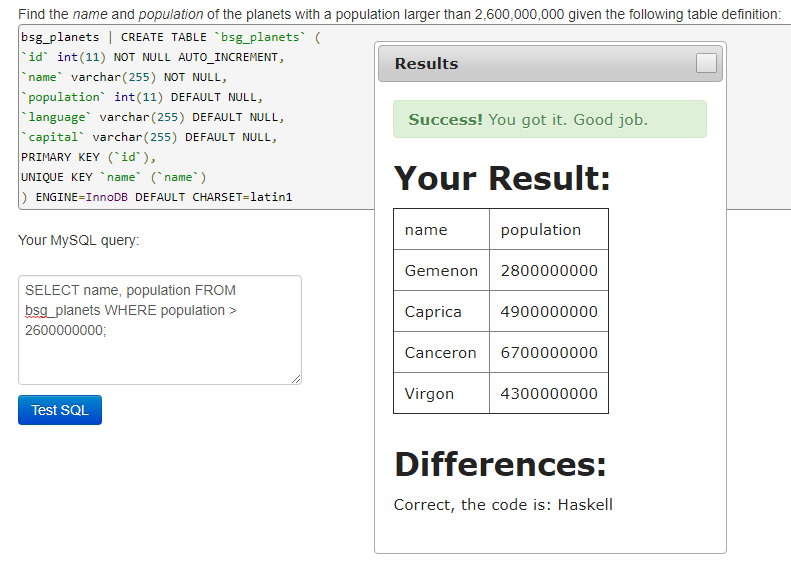 Find the name and population of the planets with a population larger than 2,600,000,000 given the following table definition:
bsg_planets | CREATE TABLE `bsg_planets` (
`id` int(11) NOT NULL AUTO_INCREMENT,
`name` varchar(255) NOT NULL,
`population` int(11) DEFAULT NULL,
`language` varchar(255) DEFAULT NULL,
`capital` varchar(255) DEFAULT NULL,
PRIMARY KEY (`id`),
UNIQUE KEY `name` (`name`)
) ENGINE=InnoDB DEFAULT CHARSET=latin1
Your MySQL query:
SELECT name, population FROM
bsg_planets WHERE population >
2600000000;
Test SQL
Results
Success! You got it. Good job.
Your Result:
name population
Gemenon 2800000000
Caprica 4900000000
Canceron 6700000000
Virgon 4300000000
Differences:
Correct, the code is: Haskell